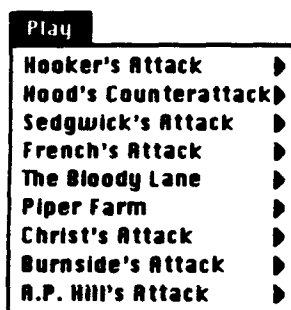 Play
Hooker's Attack
Hood's Counterattack
Sedgwick's Attack
French's Attack
The Bloody Lane
Piper Farm
Christ's Attack
Burnside's Attack
A.P. Hill's Attack